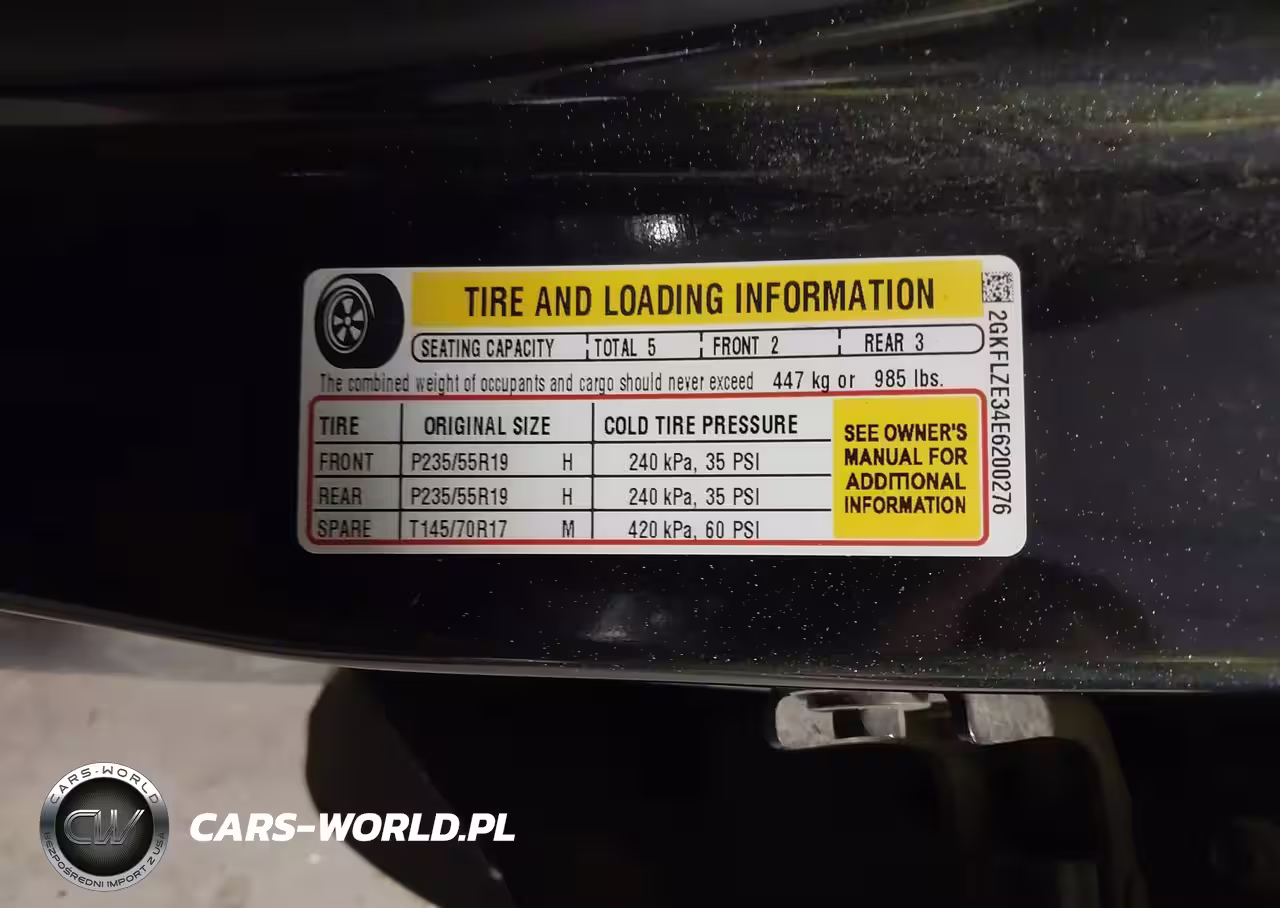 TIRE AND LOADING INFORMATION
SEATING CAPACITY TOTAL 5 FRONT 2 REAR 3
The combined weight of occupants and cargo should never exceed 447 kg or 985 lbs.
TIRE ORIGINAL SIZE COLD TIRE PRESSURE
FRONT P235/55R19 H 240 kPa, 35 PSI
REAR P235/55R19 H 240 kPa, 35 PSI
SPARE T145/70R17 M 420 kPa, 60 PSI
SEE OWNER'S
MANUAL FOR
ADDITIONAL
INFORMATION
2GKFLZE34E6200276
CARS-WORLD
CW
BEZPOŚREDNI IMPORT Z USA
CARS-WORLD.PL